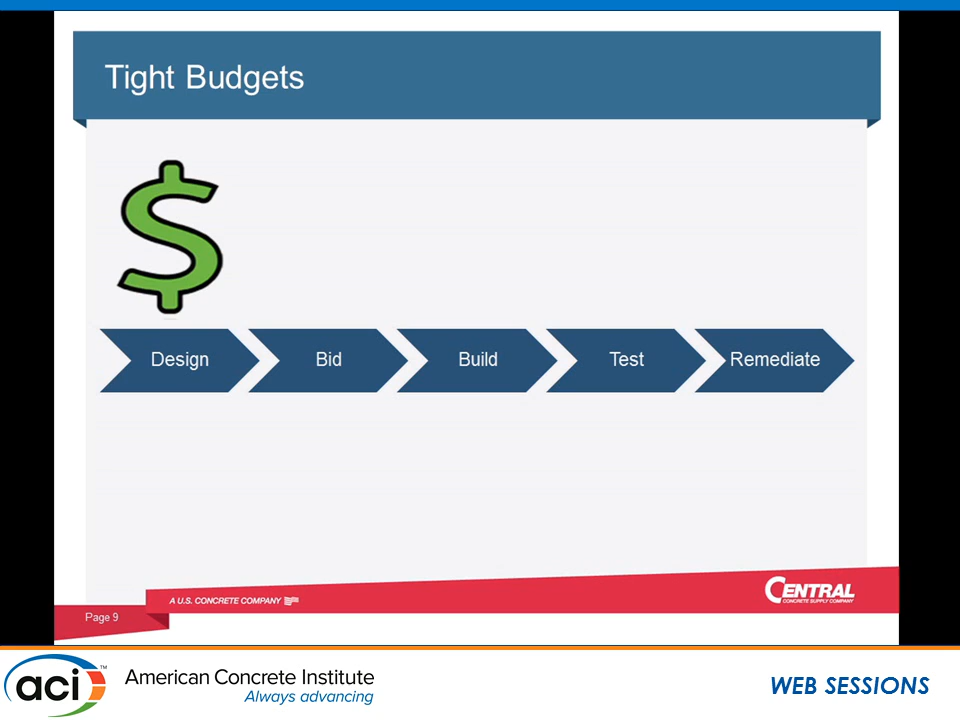 Tight Budgets
$
Design
Bid
Build
Test
Remediate
A U.S. CONCRETE COMPANY
CENTRAL
CONCRETE SUPPLY COMPANY
Page 9
aci™
American Concrete Institute
Always advancing
WEB SESSIONS